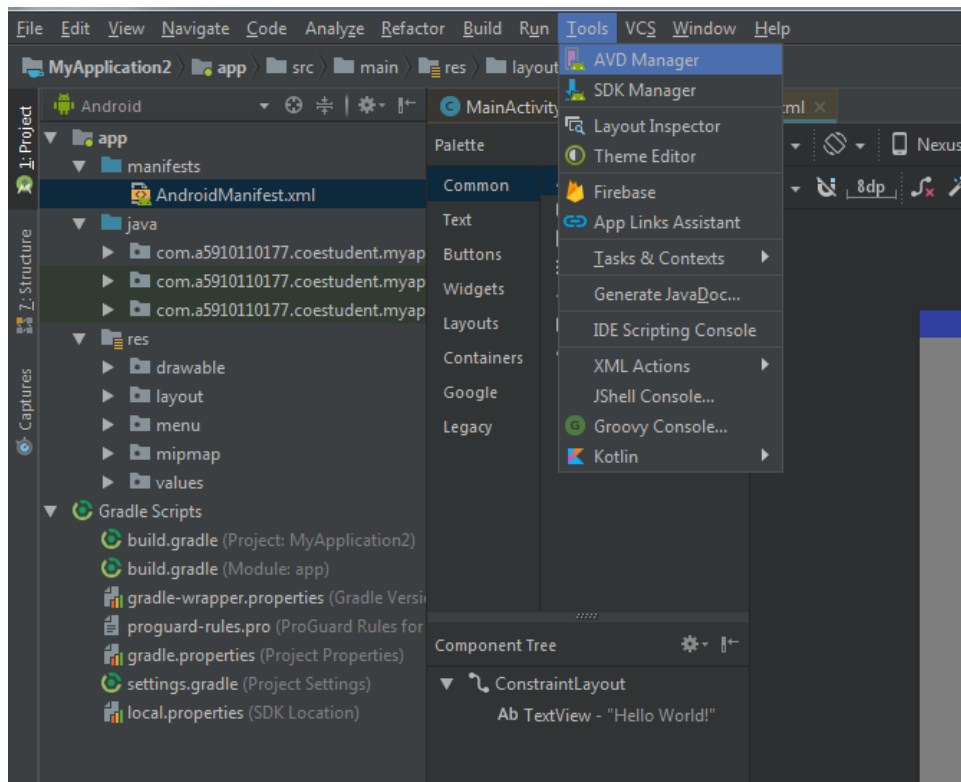 File Edit View Navigate Code Analyze Refactor Build Run Tools VCS Window Help
MyApplication2 app src main res layout
AVD Manager
SDK Manager
Layout Inspector
Theme Editor
Firebase
App Links Assistant
Tasks & Contexts
Generate JavaDoc...
IDE Scripting Console
XML Actions
JShell Console...
Groovy Console...
Kotlin
1: Project
7: Structure
Captures
Android
app
manifests
AndroidManifest.xml
java
com.a5910110177.coestudent.myap
com.a5910110177.coestudent.myap
com.a5910110177.coestudent.myap
res
drawable
layout
menu
mipmap
values
Gradle Scripts
build.gradle (Project: MyApplication2)
build.gradle (Module: app)
gradle-wrapper.properties (Gradle Versi
proguard-rules.pro (ProGuard Rules for
gradle.properties (Project Properties)
settings.gradle (Project Settings)
local.properties (SDK Location)
MainActivity
ml
Palette
Nexus
8dp
Common
Text
Buttons
Widgets
Layouts
Containers
Google
Legacy
Component Tree
ConstraintLayout
Ab TextView - "Hello World!"